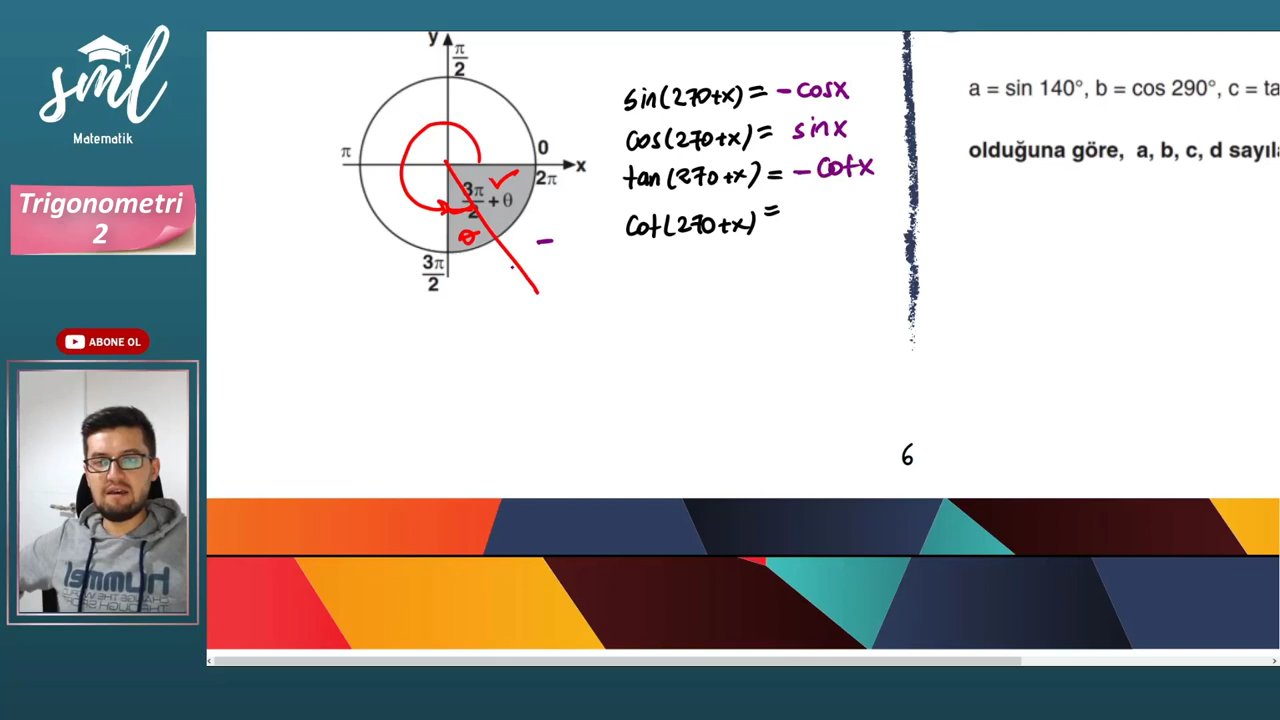 sml
Matematik
Trigonometri
2
ABONE OL
y
π
2
π
0
x
2π
3π
2
+ θ
θ
3π
2
sin(270+x) = -cosx
cos(270+x) = sinx
tan(270+x) = -cotx
cot(270+x) =
a = sin 140°, b = cos 290°, c = ta
olduğuna göre, a, b, c, d sayıla
6
hummel